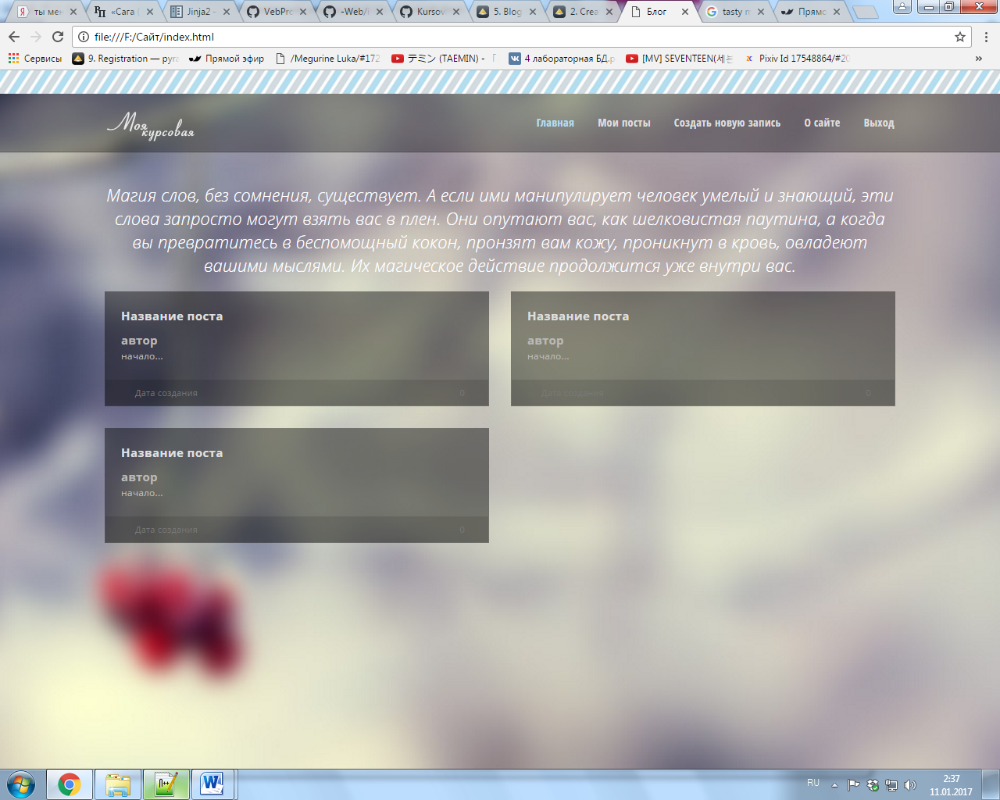 ты мен
«Сага (
Jinja2 -
VebPro
-Web/i
Kursov
5. Blog
2. Crea
Блог
tasty m
Прямо
file:///F:/Сайт/index.html
Сервисы
9. Registration — pyra
Прямой эфир
/Megurine Luka/#172
テミン (TAEMIN) - 「
4 лабораторная БД.р
[MV] SEVENTEEN(세븐
Pixiv Id 17548864/#20
»
Моя
курсовая
Главная
Мои посты
Создать новую запись
О сайте
Выход
Магия слов, без сомнения, существует. А если ими манипулирует человек умелый и знающий, эти
слова запросто могут взять вас в плен. Они опутают вас, как шелковистая паутина, а когда
вы превратитесь в беспомощный кокон, пронзят вам кожу, проникнут в кровь, овладеют
вашими мыслями. Их магическое действие продолжится уже внутри вас.
Название поста
автор
начало...
Дата создания
0
Название поста
автор
начало...
Дата создания
0
Название поста
автор
начало...
Дата создания
0
RU
2:37
11.01.2017